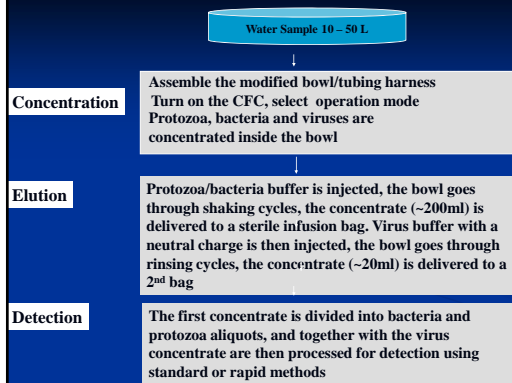 Water Sample 10 – 50 L
Concentration
Assemble the modified bowl/tubing harness
Turn on the CFC, select operation mode
Protozoa, bacteria and viruses are
concentrated inside the bowl
Elution
Protozoa/bacteria buffer is injected, the bowl goes
through shaking cycles, the concentrate (~200ml) is
delivered to a sterile infusion bag. Virus buffer with a
neutral charge is then injected, the bowl goes through
rinsing cycles, the concentrate (~20ml) is delivered to a
2nd bag
Detection
The first concentrate is divided into bacteria and
protozoa aliquots, and together with the virus
concentrate are then processed for detection using
standard or rapid methods